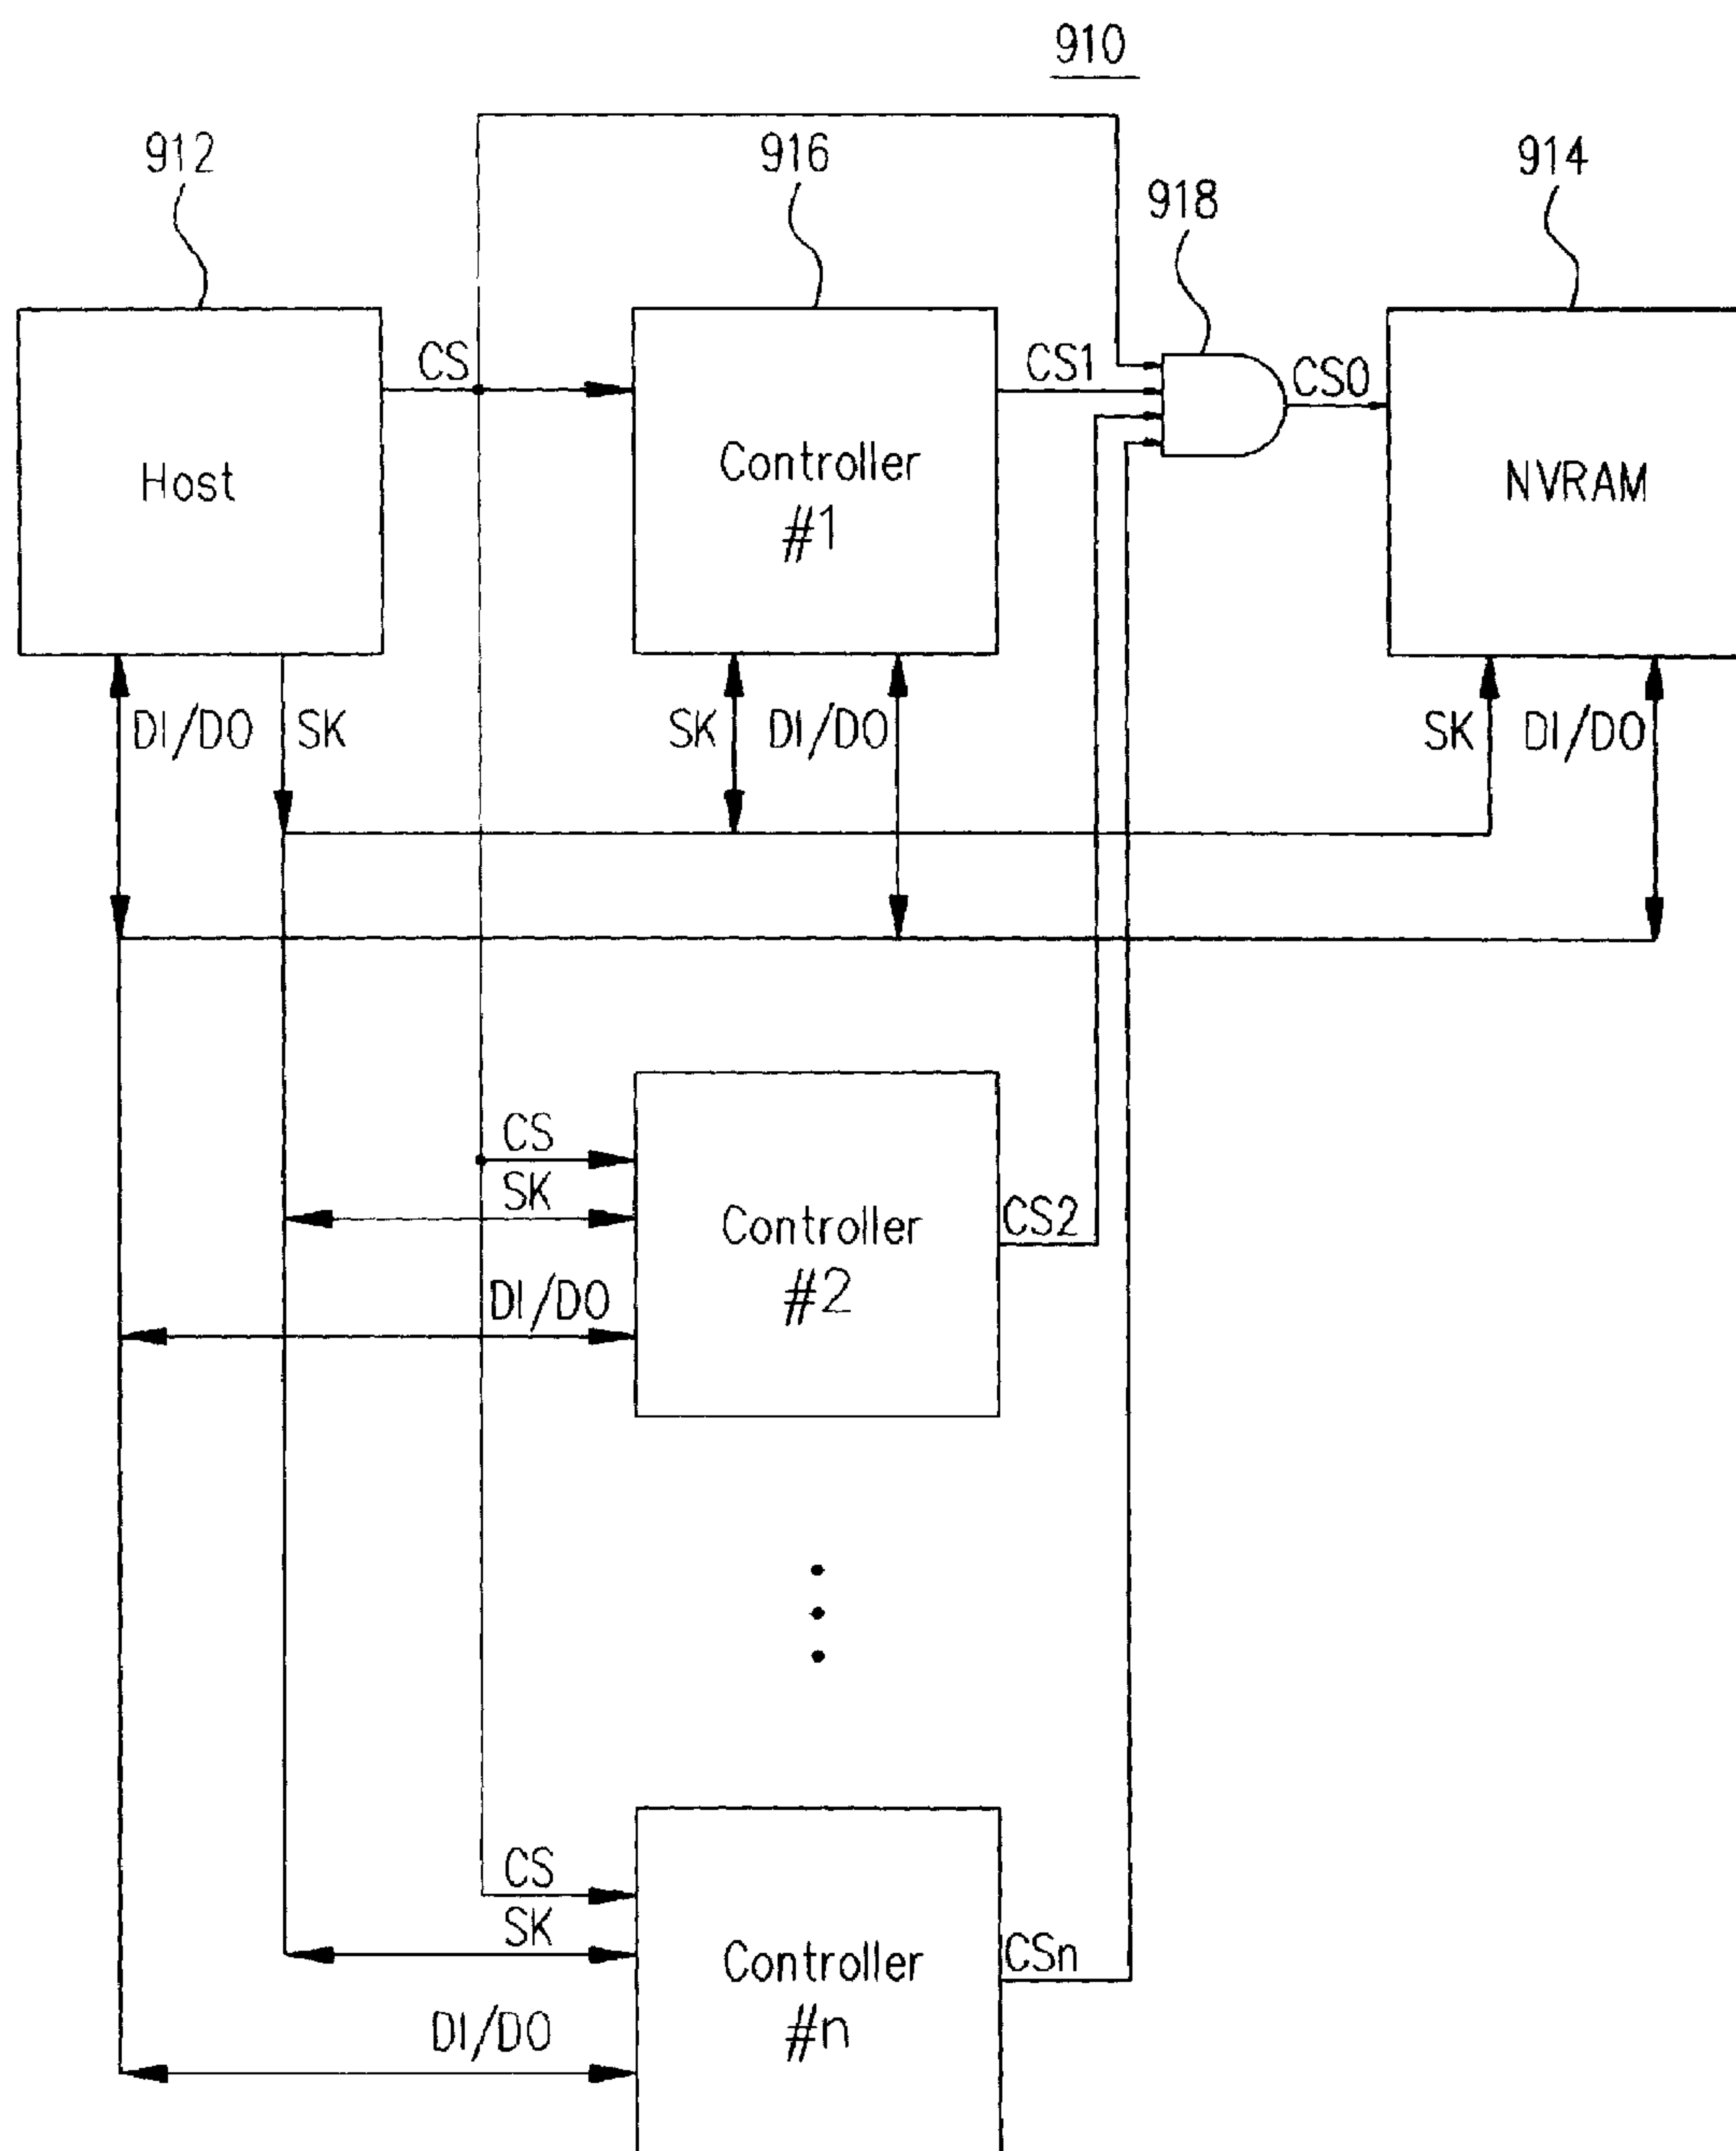 910
912
916
918
914
CS
CS1
CS0
Host
Controller
#1
NVRAM
DI/DO
SK
SK
DI/DO
SK
DI/DO
CS
SK
DI/DO
Controller
#2
CS2
CS
SK
DI/DO
Controller
#n
CSn